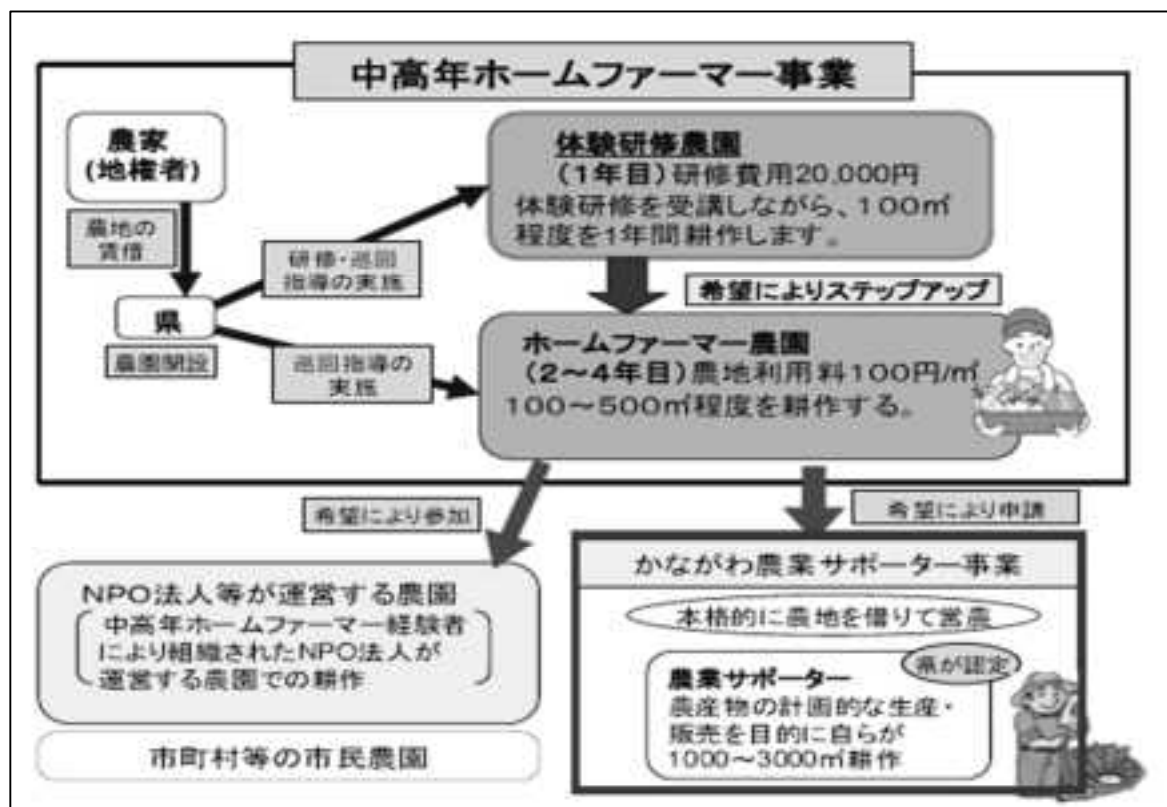 中高年ホームファーマー事業
農家
(地権者)
農地の
賃借
県
農園開設
研修・巡回
指導の実施
巡回指導の
実施
体験研修農園
(1年目)研修費用20,000円
体験研修を受講しながら、100㎡
程度を1年間耕作します。
希望によりステップアップ
ホームファーマー農園
(2～4年目)農地利用料100円/㎡
100～500㎡程度を耕作する。
希望により参加
希望により申請
NPO法人等が運営する農園
中高年ホームファーマー経験者
により組織されたNPO法人が
運営する農園での耕作
市町村等の市民農園
かながわ農業サポーター事業
本格的に農地を借りて営農
県が認定
農業サポーター
農産物の計画的な生産・
販売を目的に自らが
1000～3000㎡耕作